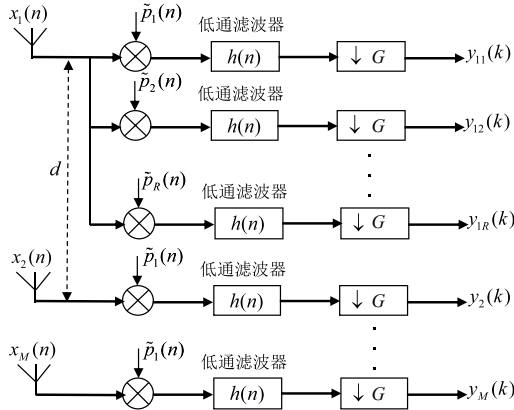 x₁(n) p̃₁(n) 低通滤波器 h(n) ↓ G y₁₁(k)
p̃₂(n) 低通滤波器 h(n) ↓ G y₁₂(k)
d
p̃_R(n) 低通滤波器 h(n) ↓ G y₁R(k)
x₂(n) p̃₁(n) 低通滤波器 h(n) ↓ G y₂(k)
x_M(n) p̃₁(n) 低通滤波器 h(n) ↓ G y_M(k)